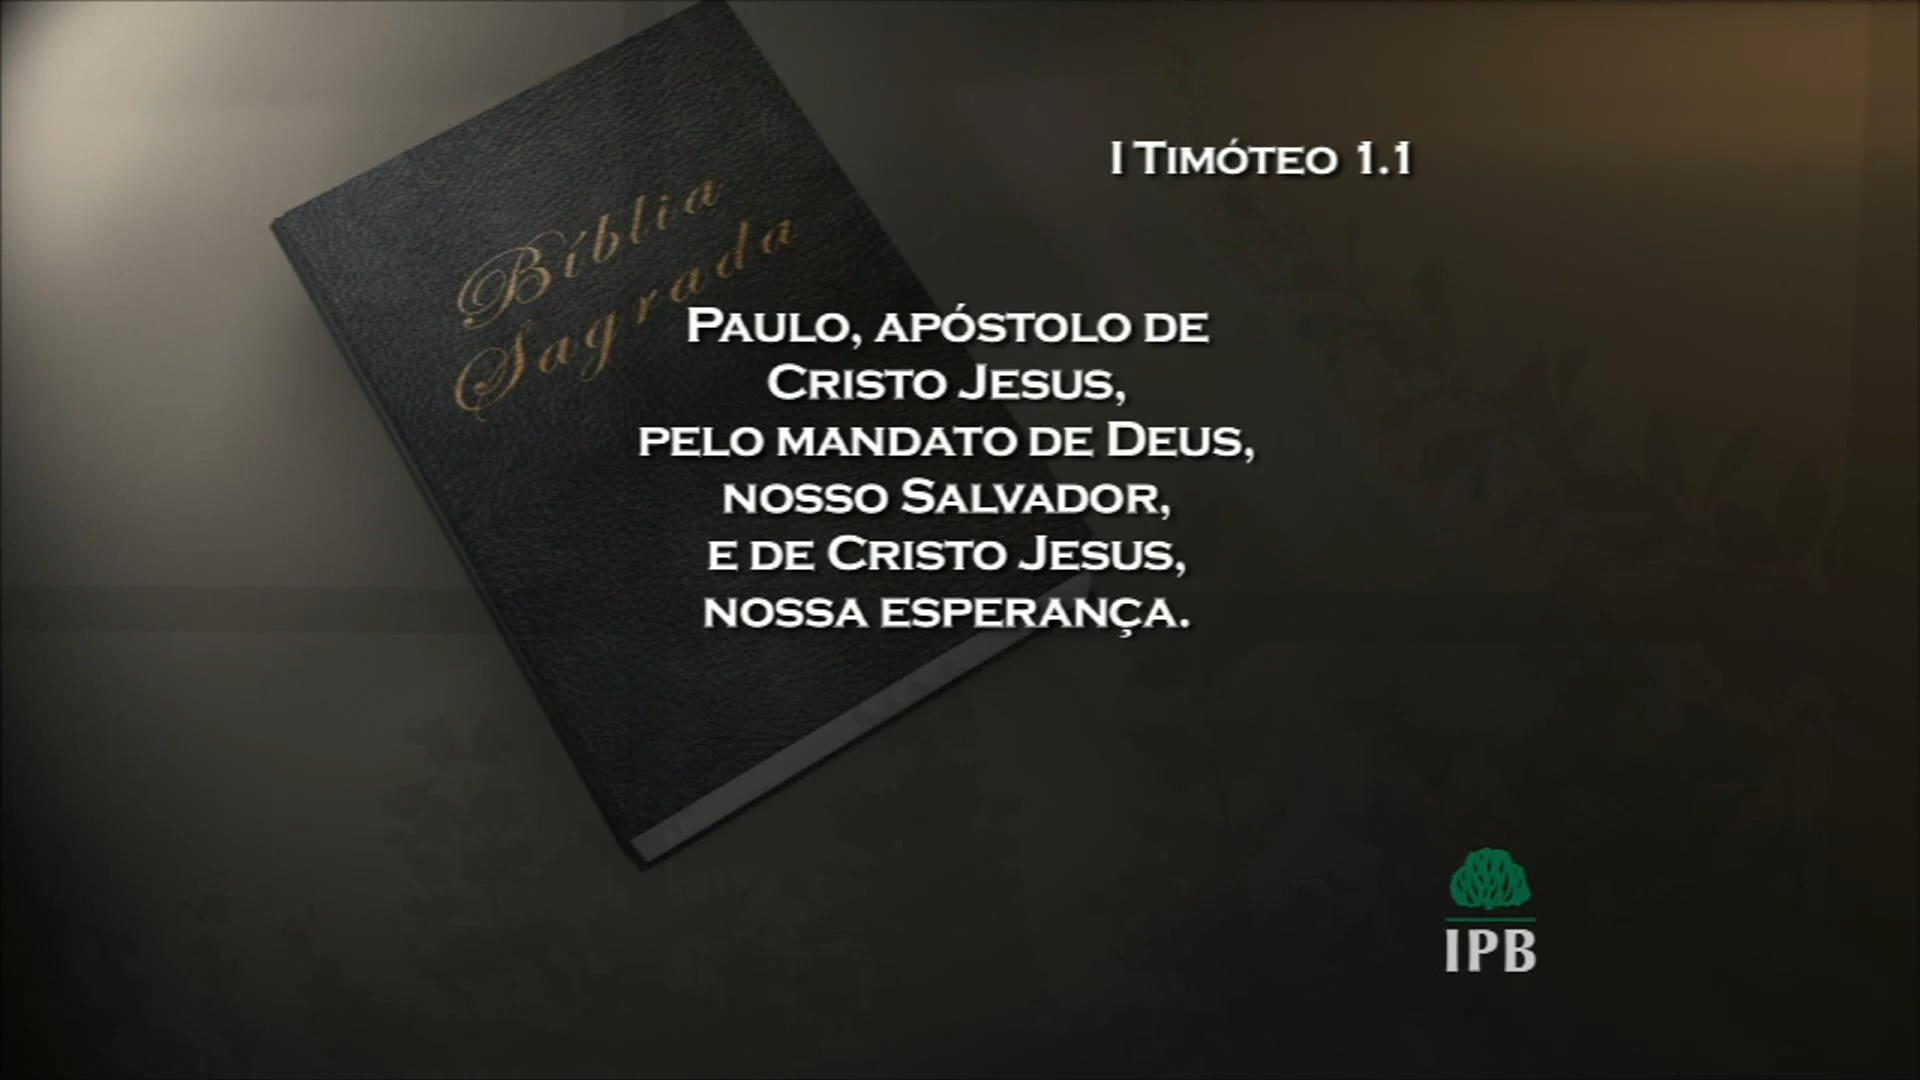 I Timóteo 1.1
Bíblia
Sagrada
Paulo, apóstolo de
Cristo Jesus,
pelo mandato de Deus,
nosso Salvador,
e de Cristo Jesus,
nossa esperança.
IPB